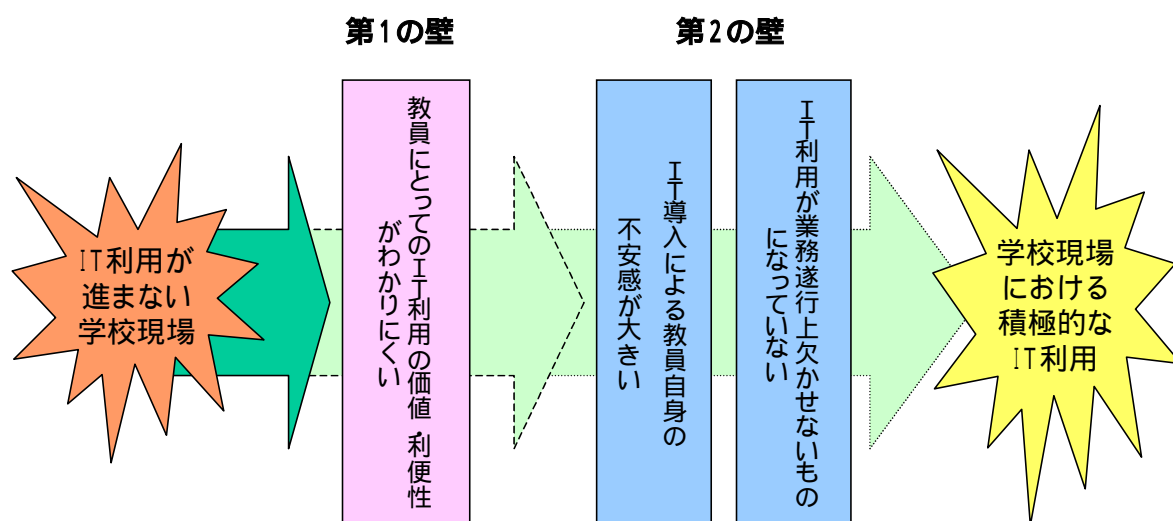 第1の壁
第2の壁
IT利用が
進まない
学校現場
教員にとってのIT利用の価値・利便性
がわかりにくい
IT導入による教員自身の
不安感が大きい
IT利用が業務遂行上欠かせないもの
になっていない
学校現場
における
積極的な
IT利用